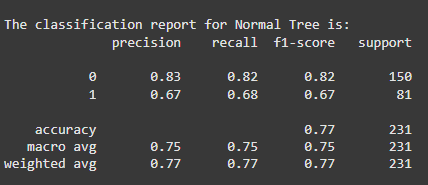 The classification report for Normal Tree is:
precision recall f1-score support
0 0.83 0.82 0.82 150
1 0.67 0.68 0.67 81
accuracy 0.77 231
macro avg 0.75 0.75 0.75 231
weighted avg 0.77 0.77 0.77 231